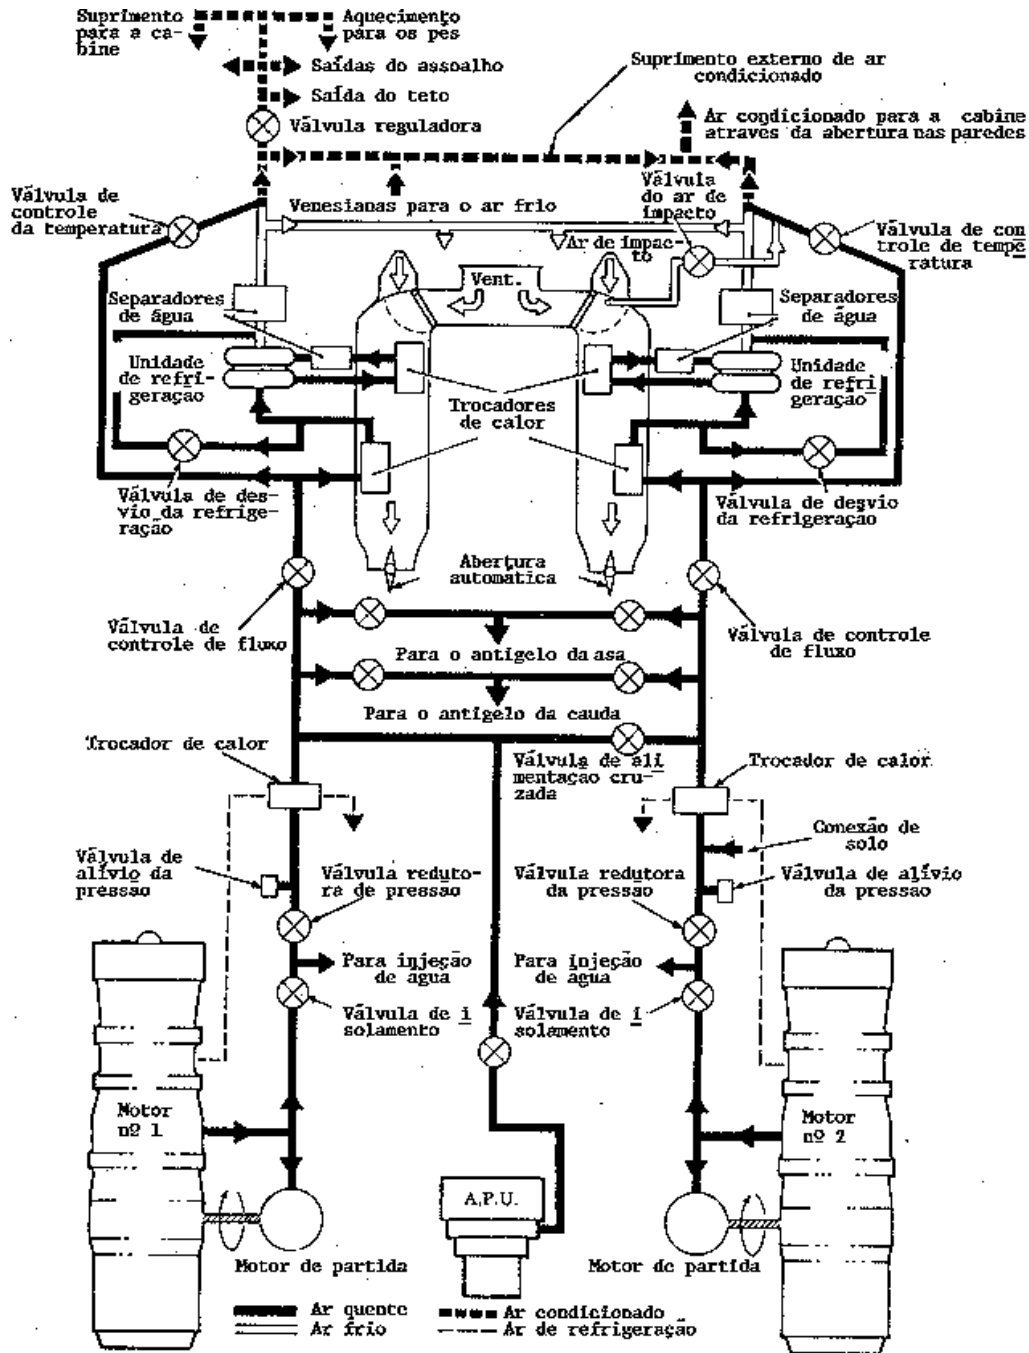 Suprimento
para a ca-
bine
Aquecimento
para os pés
Saídas do assoalho
Saída do teto
Válvula reguladora
Suprimento externo de ar
condicionado
Ar condicionado para a cabine
através da abertura nas paredes
Válvula de
controle
da temperatura
Venesianas para o ar frio
Válvula
do ar de
impacto
Ar de impac-
to
Válvula de con
trole de tempe
ratura
Vent.
Separadores
de água
Separadores
de água
Unidade
de refri-
geração
Unidade
de refri
geração
Trocadores
de calor
Válvula de des-
vio da refrige-
ração
Válvula de desvio
da refrigeração
Abertura
automática
Válvula de
controle de fluxo
Válvula de controle
de fluxo
Para o antigelo da asa
Para o antigelo da cauda
Trocador de calor
Válvula de ali
mentação cru-
zada
Trocador de calor
Conexão de
solo
Válvula de
alívio da
pressão
Válvula reduto-
ra de pressão
Válvula redutora
da pressão
Válvula de alívio
da pressão
Para injeção
de água
Para injeção
de água
Válvula de i
solamento
Válvula de i
solamento
Motor
nº 1
Motor
nº 2
A.P.U.
Motor de partida
Motor de partida
Ar quente
Ar condicionado
Ar frio
Ar de refrigeração